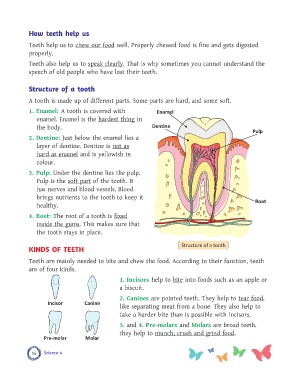 How teeth help us
Teeth help us to chew our food well. Properly chewed food is fine and gets digested
properly.
Teeth also help us to speak clearly. That is why sometimes you cannot understand the
speech of old people who have lost their teeth.
Structure of a tooth
A tooth is made up of different parts. Some parts are hard, and some soft.
1. Enamel: A tooth is covered with
enamel. Enamel is the hardest thing in
the body.
2. Dentine: Just below the enamel lies a
layer of dentine. Dentine is not as
hard as enamel and is yellowish in
colour.
3. Pulp: Under the dentine lies the pulp.
Pulp is the soft part of the tooth. It
has nerves and blood vessels. Blood
brings nutrients to the tooth to keep it
healthy.
4. Root: The root of a tooth is fixed
inside the gums. This makes sure that
the tooth stays in place.
Enamel
Dentine
Pulp
Root
Structure of a tooth
KINDS OF TEETH
Teeth are mainly needed to bite and chew the food. According to their function, teeth
are of four kinds.
Incisor
Canine
Pre-molar
Molar
1. Incisors help to bite into foods such as an apple or
a biscuit.
2. Canines are pointed teeth. They help to tear food,
like separating meat from a bone. They also help to
take a harder bite than is possible with incisors.
3. and 4. Pre-molars and Molars are broad teeth.
they help to munch, crush and grind food.
Science 4